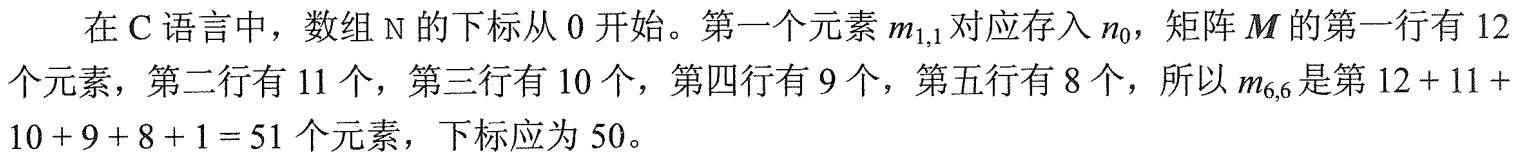 在 C 语言中，数组 N 的下标从 0 开始。第一个元素 m1,1 对应存入 n0，矩阵 M 的第一行有 12
个元素，第二行有 11 个，第三行有 10 个，第四行有 9 个，第五行有 8 个，所以 m6,6 是第 12 + 11 +
10 + 9 + 8 + 1 = 51 个元素，下标应为 50。